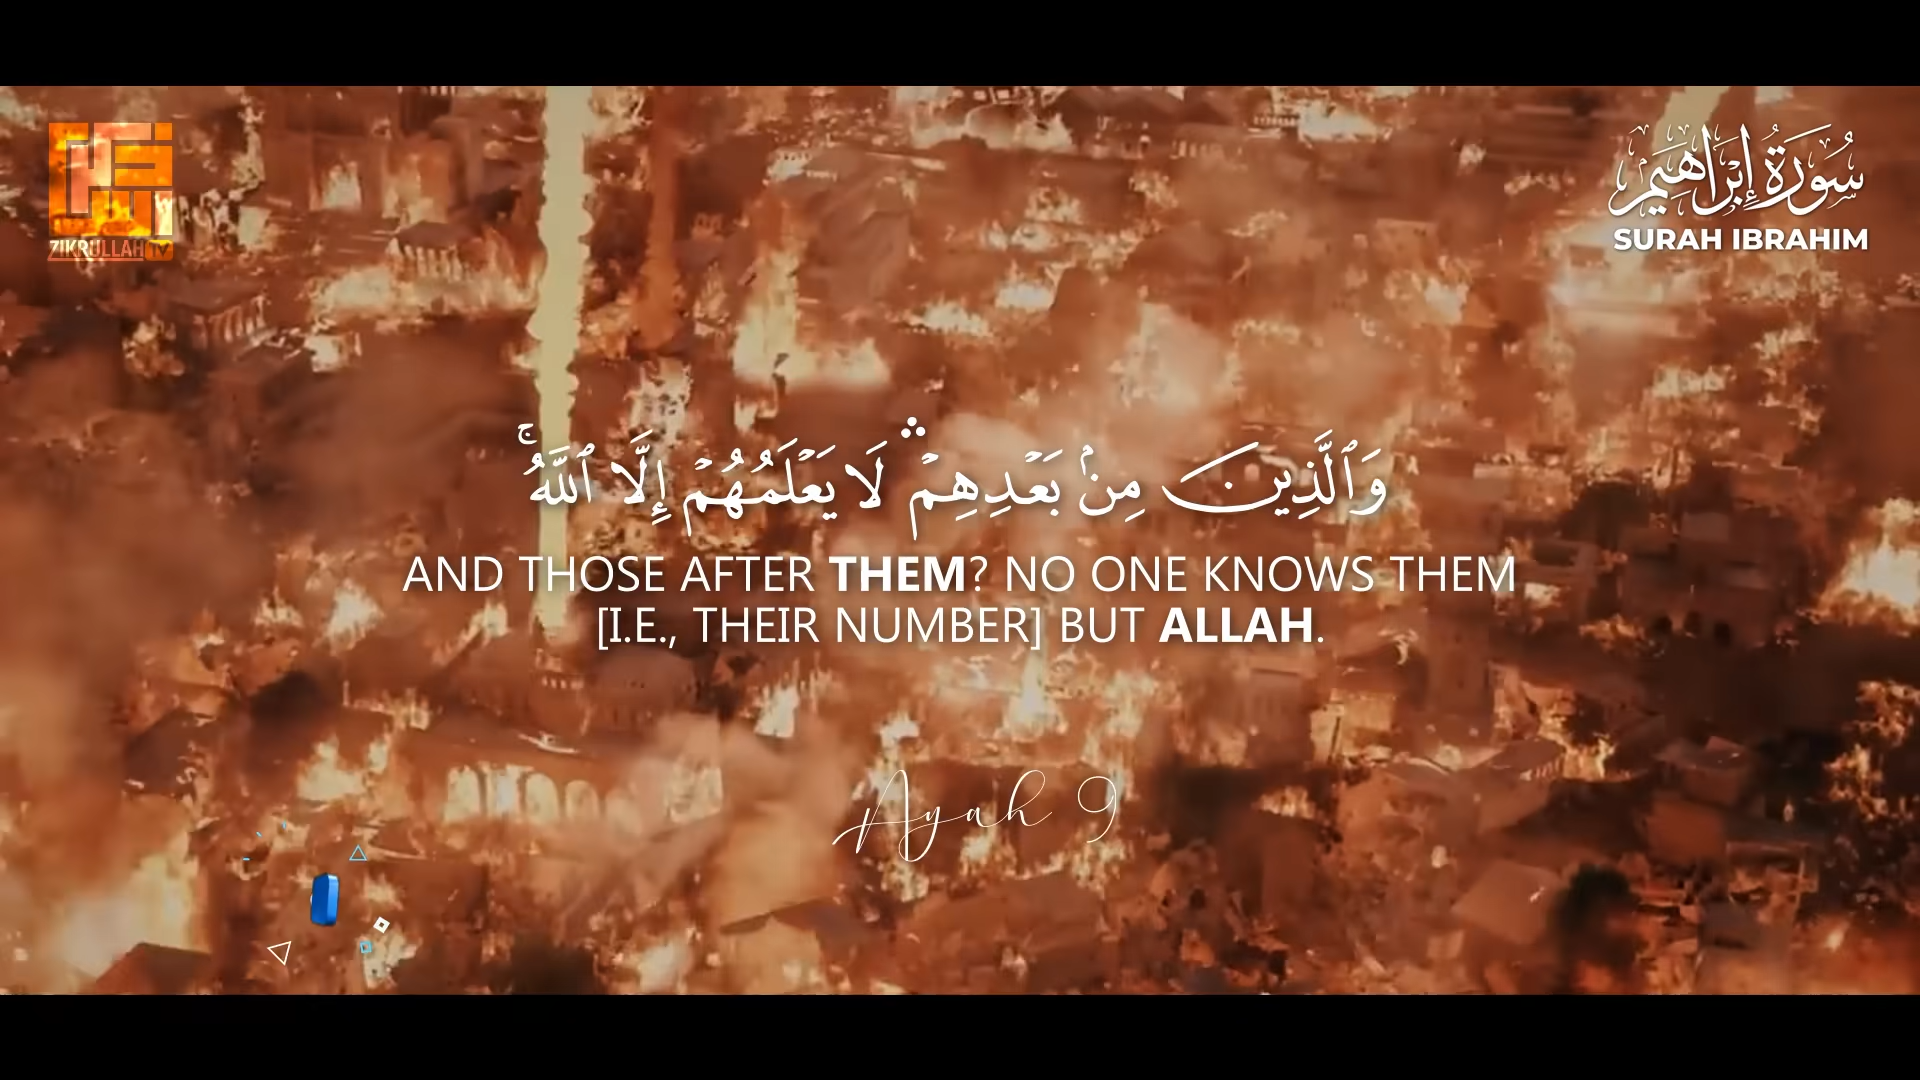 ZIKRULLAH TV
سُورَةُ إِبْرَاهِيم
SURAH IBRAHIM
وَٱلَّذِينَ مِنۢ بَعْدِهِمْ ۛ لَا يَعْلَمُهُمْ إِلَّا ٱللَّهُ ۚ
AND THOSE AFTER THEM? NO ONE KNOWS THEM
[I.E., THEIR NUMBER] BUT ALLAH.
Ayah 9